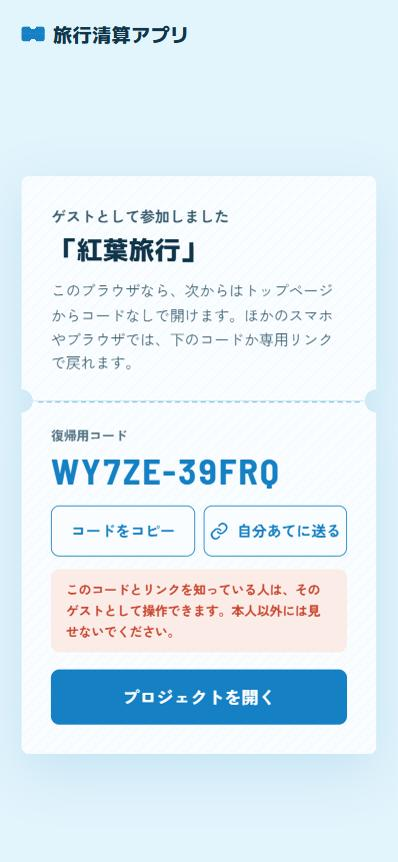 旅行清算アプリ
ゲストとして参加しました
「紅葉旅行」
このブラウザなら、次からはトップページ
からコードなしで開けます。ほかのスマホ
やブラウザでは、下のコードか専用リンク
で戻れます。
復帰用コード
WY7ZE-39FRQ
コードをコピー
自分あてに送る
このコードとリンクを知っている人は、その
ゲストとして操作できます。本人以外には見
せないでください。
プロジェクトを開く